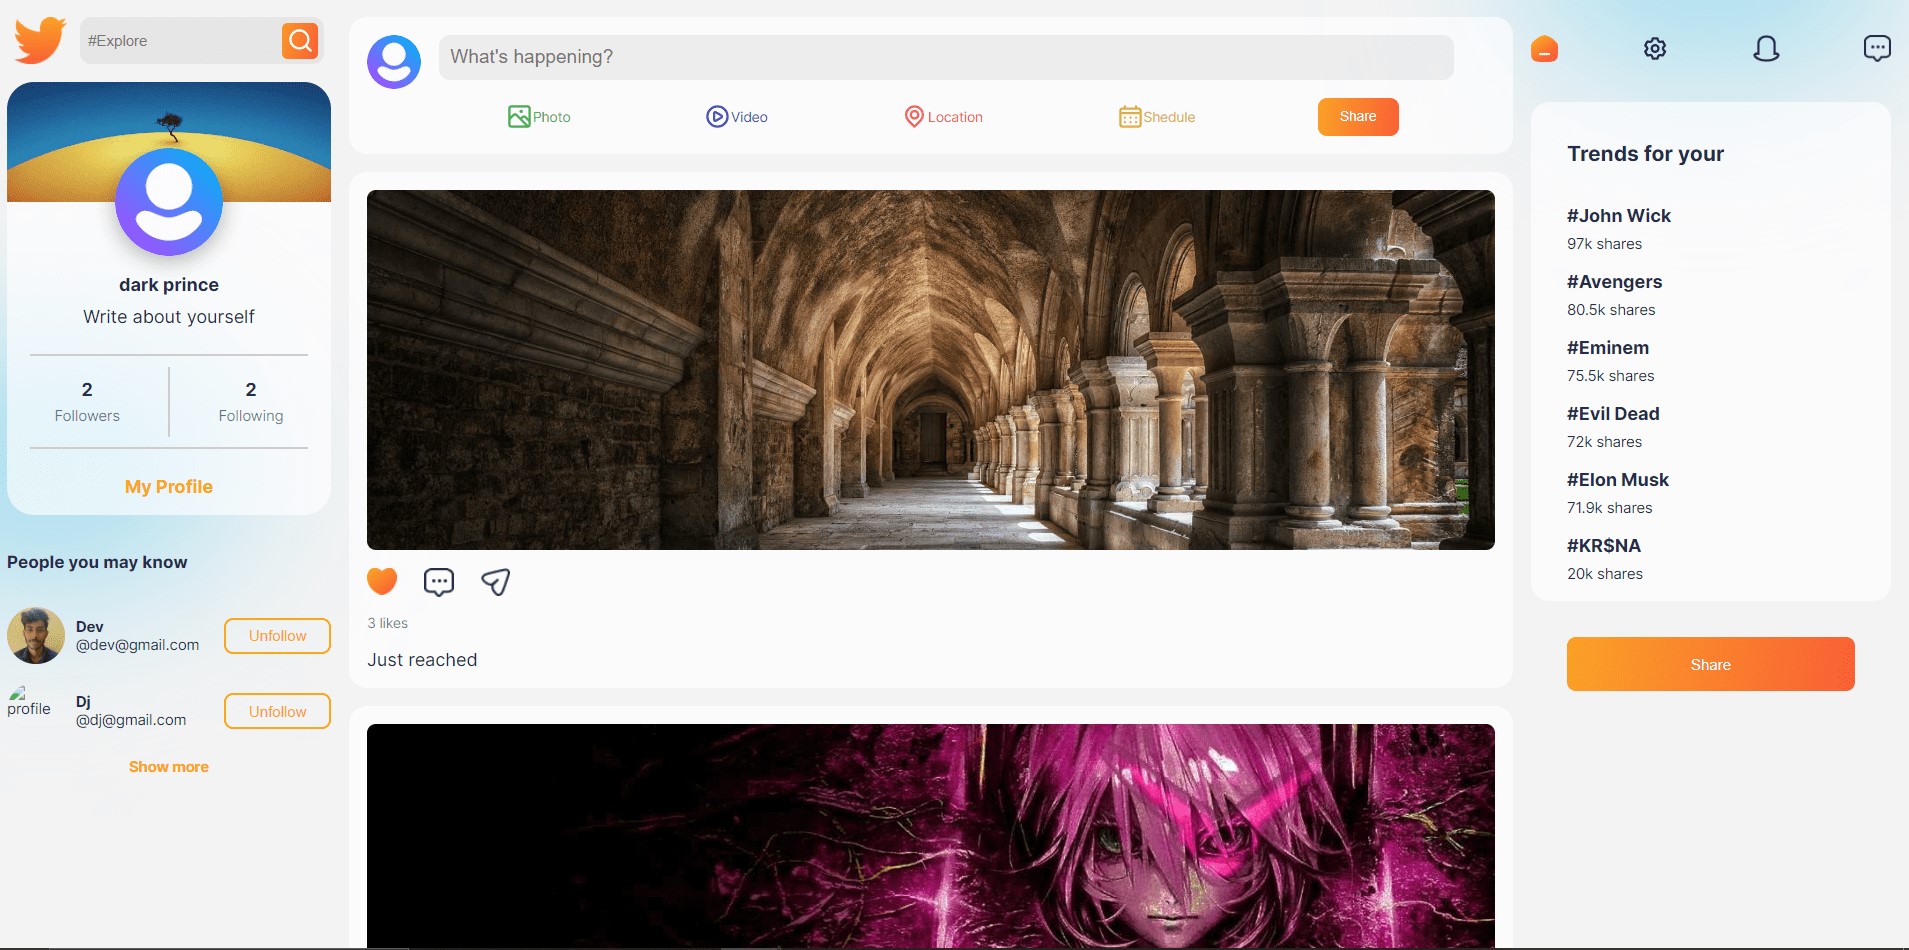 #Explore
dark prince
Write about yourself
2
Followers
2
Following
My Profile
People you may know
Dev
@dev@gmail.com
Unfollow
profile
Dj
@dj@gmail.com
Unfollow
Show more
What's happening?
Photo
Video
Location
Shedule
Share
3 likes
Just reached
Trends for your
#John Wick
97k shares
#Avengers
80.5k shares
#Eminem
75.5k shares
#Evil Dead
72k shares
#Elon Musk
71.9k shares
#KR$NA
20k shares
Share